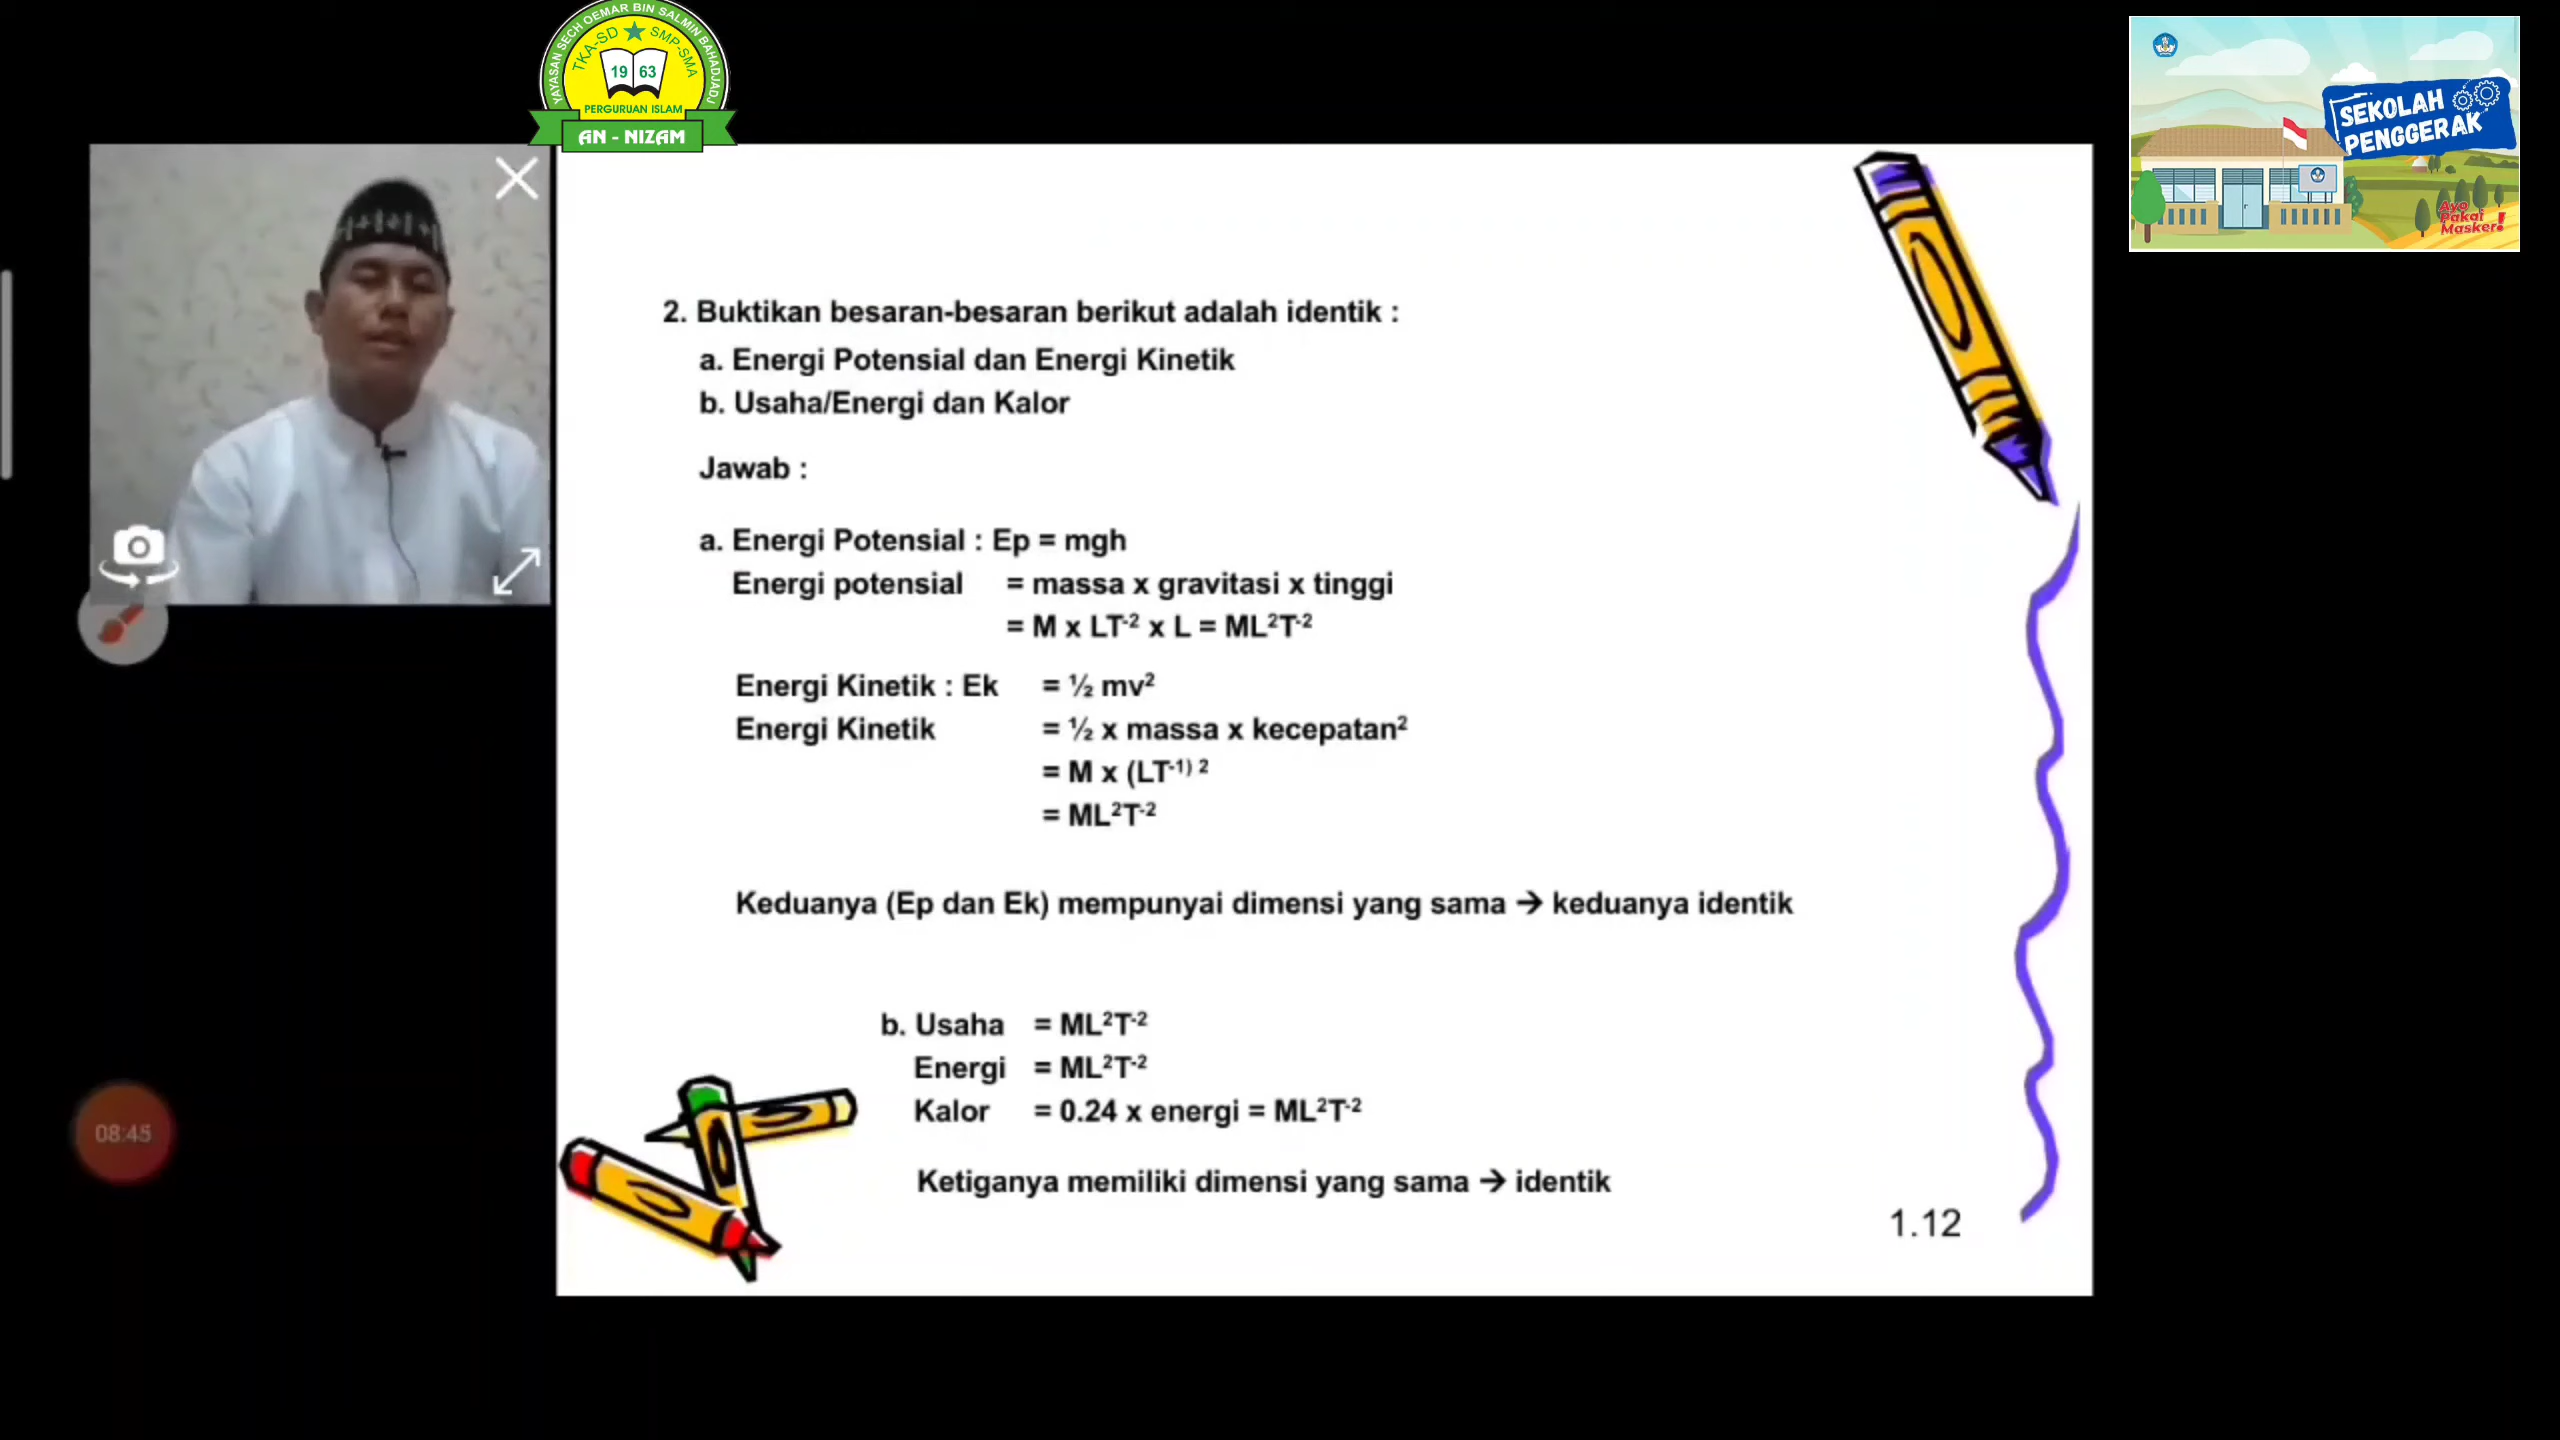 YAYASAN SECH OEMAR BIN SALMIN BAHADJADJ
TKA-SD SMP-SMA
19 63
PERGURUAN ISLAM
AN - NIZAM
SEKOLAH
PENGGERAK
Ayo
Pakai
Masker!
2. Buktikan besaran-besaran berikut adalah identik :
a. Energi Potensial dan Energi Kinetik
b. Usaha/Energi dan Kalor
Jawab :
a. Energi Potensial : Ep = mgh
Energi potensial = massa x gravitasi x tinggi
= M x LT⁻² x L = ML²T⁻²
Energi Kinetik : Ek = ½ mv²
Energi Kinetik = ½ x massa x kecepatan²
= M x (LT⁻¹⁾ ²
= ML²T⁻²
Keduanya (Ep dan Ek) mempunyai dimensi yang sama → keduanya identik
b. Usaha = ML²T⁻²
Energi = ML²T⁻²
Kalor = 0.24 x energi = ML²T⁻²
Ketiganya memiliki dimensi yang sama → identik
1.12
08:45